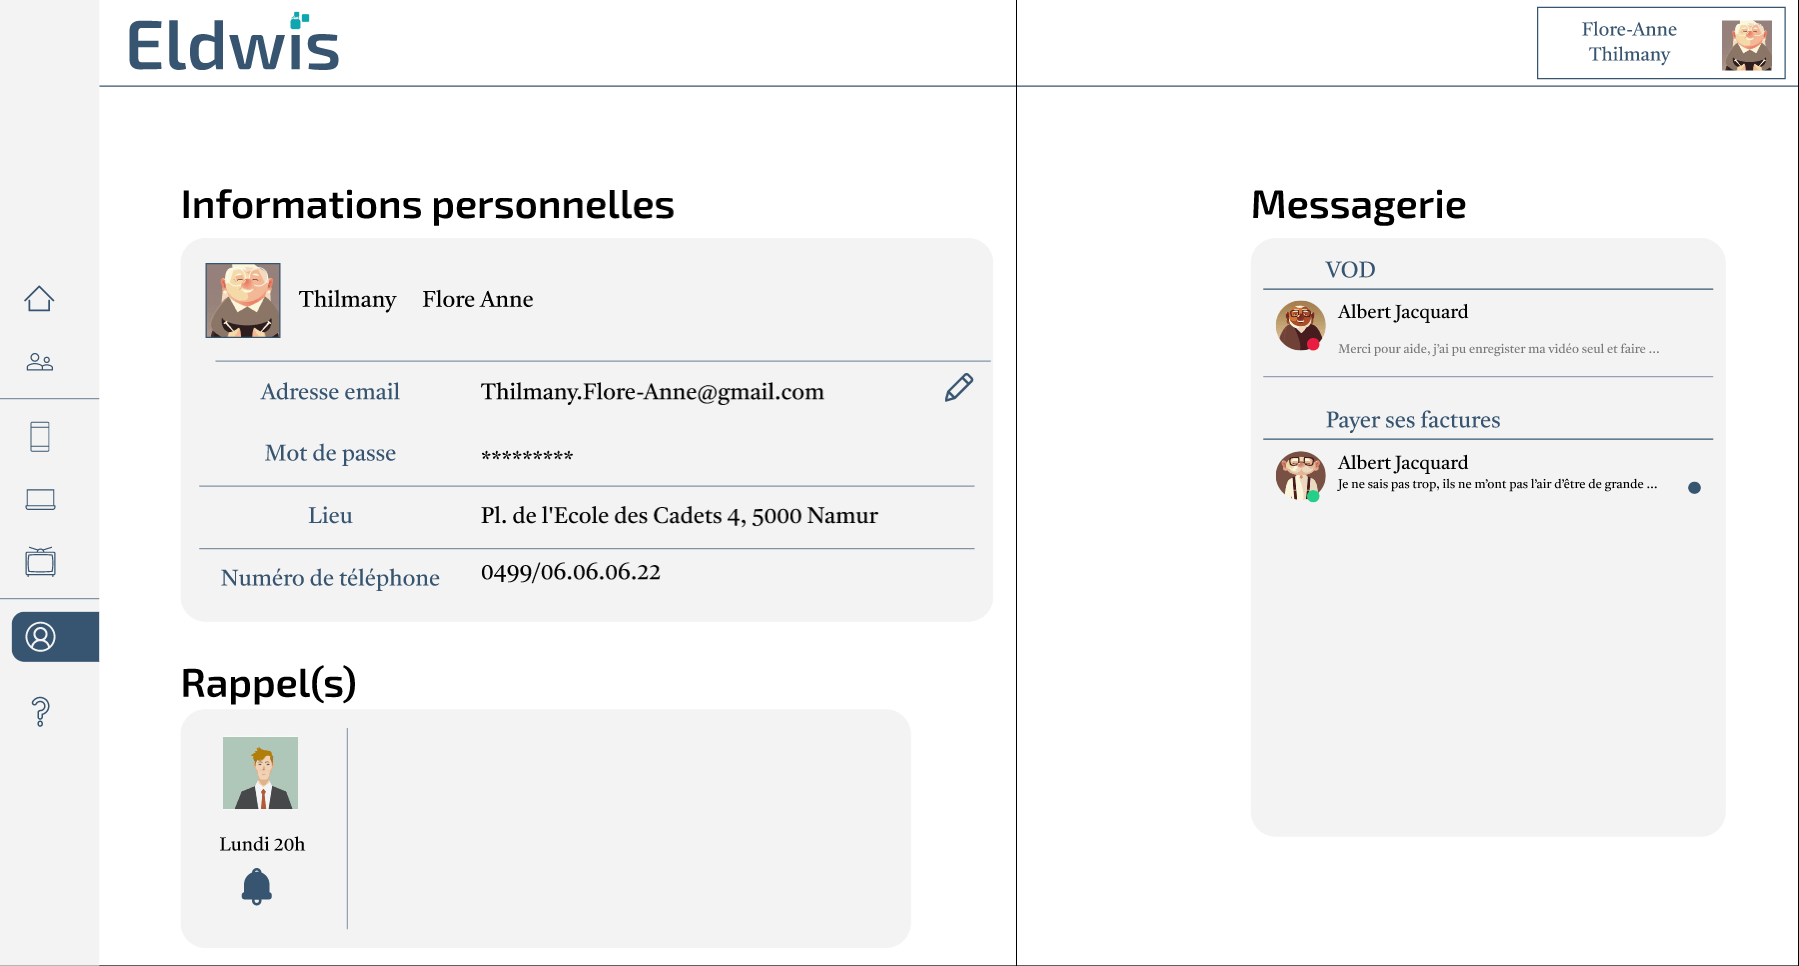 Eldwis
Flore-Anne
Thilmany
Informations personnelles
Thilmany Flore Anne
Adresse email Thilmany.Flore-Anne@gmail.com
Mot de passe *********
Lieu Pl. de l'Ecole des Cadets 4, 5000 Namur
Numéro de téléphone 0499/06.06.06.22
Rappel(s)
Lundi 20h
Messagerie
VOD
Albert Jacquard
Merci pour aide, j'ai pu enregister ma vidéo seul et faire ...
Payer ses factures
Albert Jacquard
Je ne sais pas trop, ils ne m'ont pas l'air d'être de grande ...